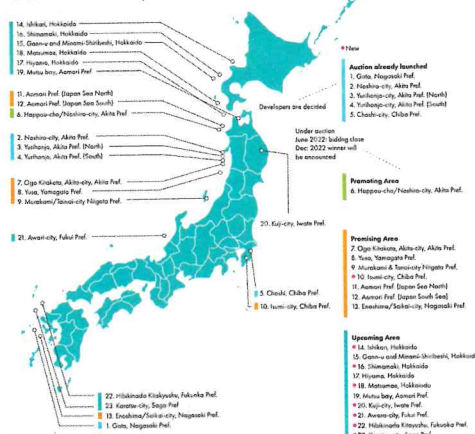 14. Ishikari, Hokkaido
16. Shimamaki, Hokkaido
15. Gann-u and Minami-Shiribeshi, Hokkaido
18. Matsumae, Hokkaido
17. Hiyama, Hokkaido
19. Mutsu bay, Aomori Pref
11. Aomori Pref. (Japan Sea North)
12. Aomori Pref. (Japan Sea South)
6. Happou-cho/Noshiro-city, Akita Pref.
2. Noshiro-city, Akita Pref.
3. Yurihonjo, Akita Pref. (North)
4. Yurihonjo, Akita Pref. (South)
7. Oga Kitakata, Akita-city, Akita Pref.
8. Yusa, Yamagata Pref.
9. Murakami/Tainai-city Niigata Pref.
21. Awari-city, Fukui Pref.
22. Hibikinada Kitakyushu, Fukuoka Pref.
23. Karatsu-city, Saga Pref
13. Enoshima/Saikai-city, Nagasaki Pref.
1. Goto, Nagasaki Pref.
Developers are decided
20. Kuji-city, Iwate Pref.
5. Choshi, Chiba Pref.
10. Isumi-city, Chiba Pref.
New
Auction already launched
1. Goto, Nagasaki Pref.
2. Noshiro-city, Akita Pref.
3. Yurihonjo-city, Akita Pref. (North)
4. Yurihonjo-city, Akita Pref. (South)
5. Choshi-city, Chiba Pref.
Under auction
June 2022: bidding close
Dec 2022 winner will
be announced
Promoting Area
6. Happou-cho/Noshiro-city, Akita Pref.
Promising Area
7. Oga Kitakata, Akita-city, Akita Pref.
8. Yusa, Yamagata Pref.
9. Murakami & Tanai-city Niigata Pref.
10. Isumi-city, Chiba Pref.
11. Aomori Pref (Japan Sea North)
12. Aomori Pref (Japan South Sea)
13. Enoshima/Saikai-city, Nagasaki Pref.
Upcoming Area
14. Ishikari, Hokkaido
15. Gann-u and Minami-Shiribeshi, Hokkaid
16. Shimamaki, Hokkaido
17. Hiyama, Hokkaido
18. Matsumae, Hokkaido
19. Mutsu bay, Aomori Pref.
20. Kuji-city, Iwate Pref.
21. Awara-city, Fukui Pref.
22. Hibikinada Kitakyushu, Fukuoka Pref.